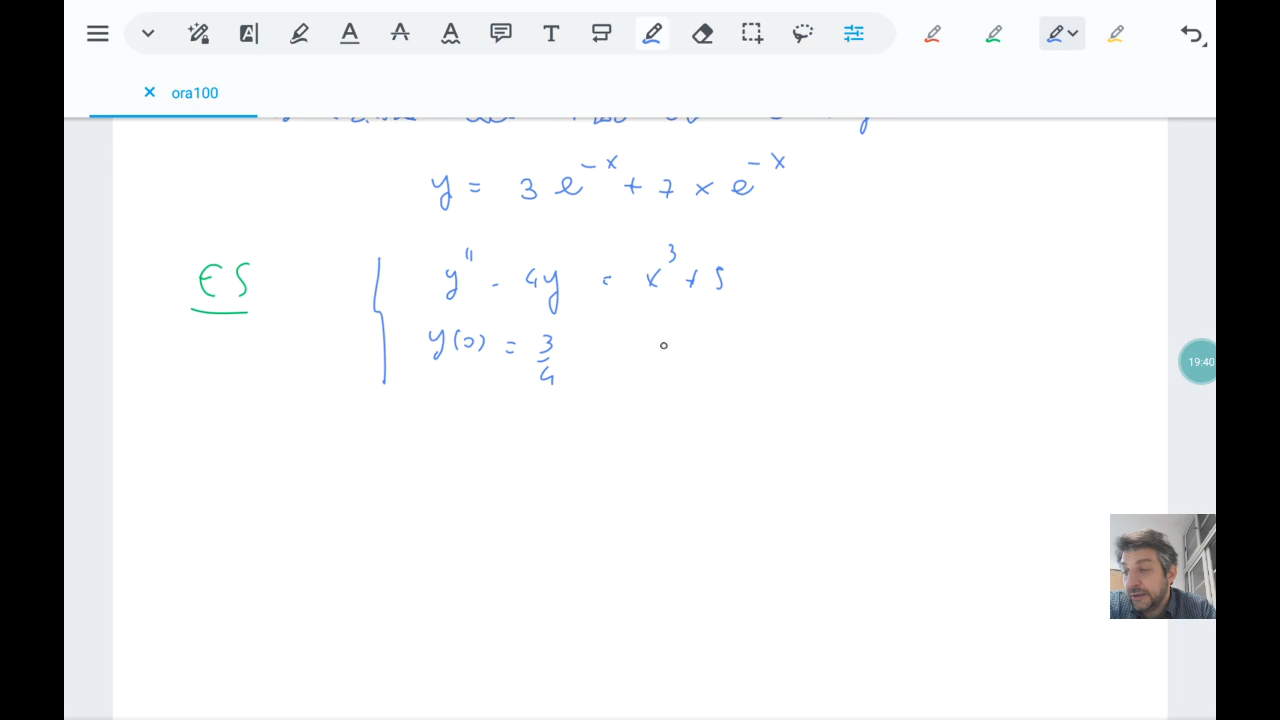 ora100
y = 3 e^{-x} + 7 x e^{-x}
ES
y'' - 4y = x^3 + 5
y(0) = 3/4
19:40